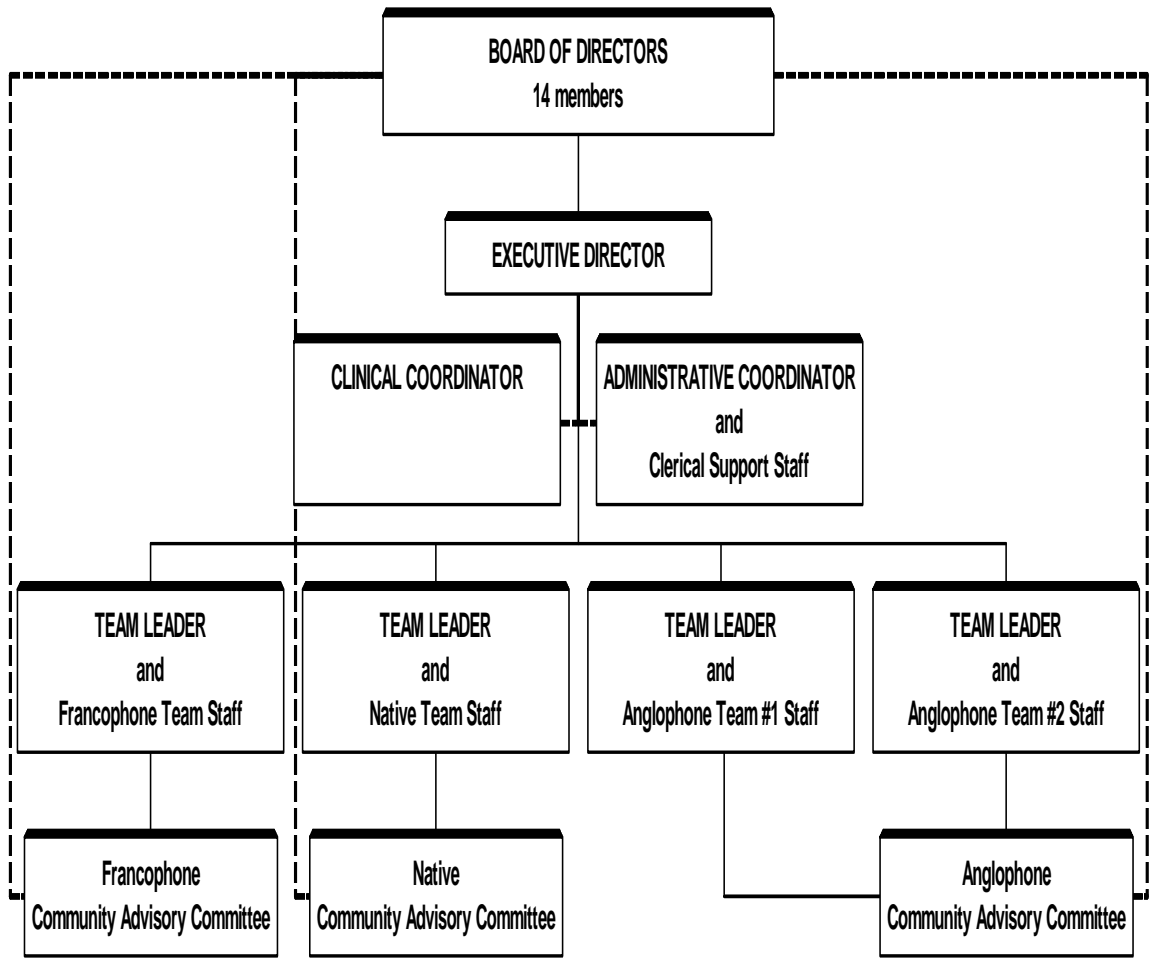 BOARD OF DIRECTORS
14 members
EXECUTIVE DIRECTOR
CLINICAL COORDINATOR
ADMINISTRATIVE COORDINATOR
and
Clerical Support Staff
TEAM LEADER
and
Francophone Team Staff
TEAM LEADER
and
Native Team Staff
TEAM LEADER
and
Anglophone Team #1 Staff
TEAM LEADER
and
Anglophone Team #2 Staff
Francophone
Community Advisory Committee
Native
Community Advisory Committee
Anglophone
Community Advisory Committee